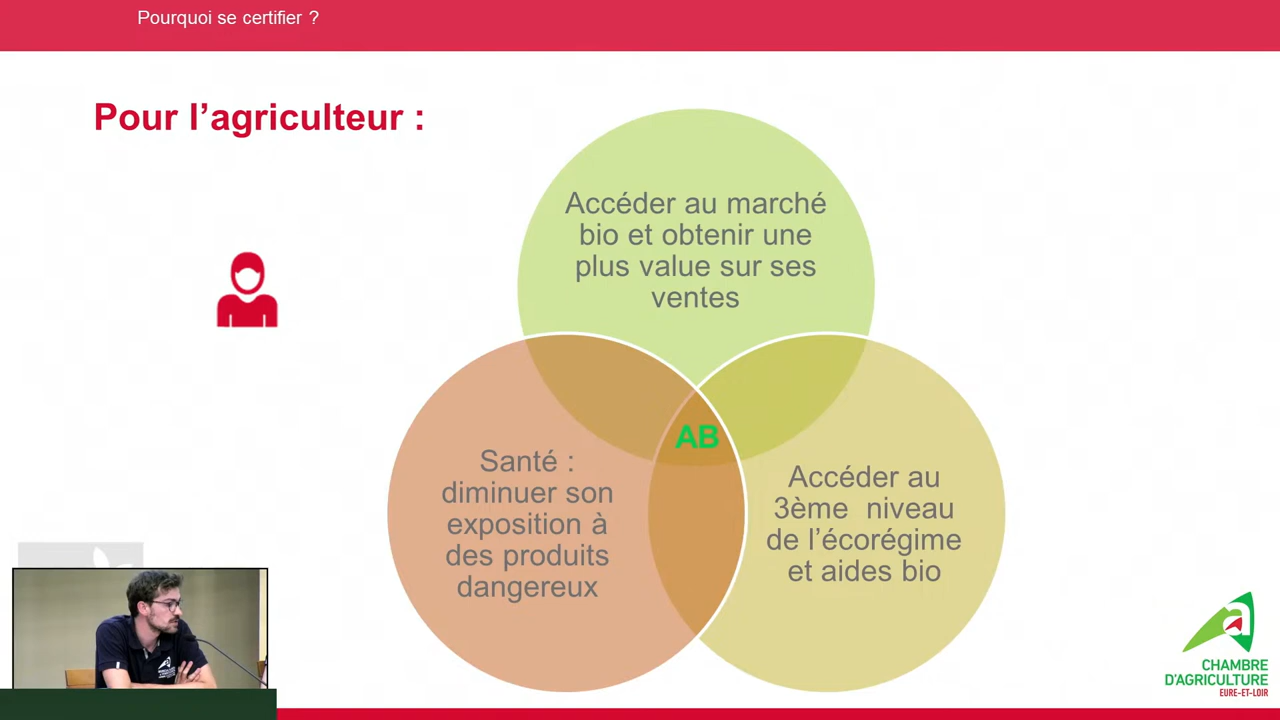 Pourquoi se certifier ?
Pour l’agriculteur :
Accéder au marché
bio et obtenir une
plus value sur ses
ventes
AB
Santé :
diminuer son
exposition à
des produits
dangereux
Accéder au
3ème  niveau
de l’écorégime
et aides bio
CHAMBRE
D'AGRICULTURE
EURE-ET-LOIR